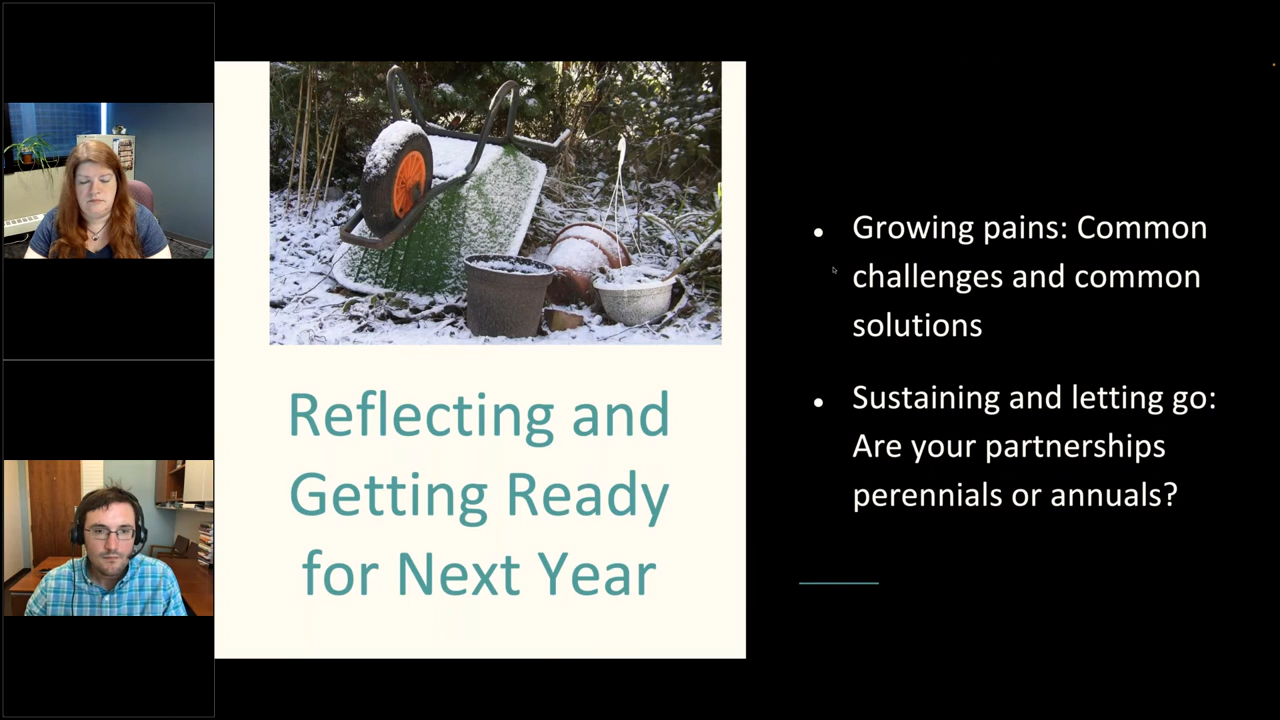 Reflecting and
Getting Ready
for Next Year
Growing pains: Common
challenges and common
solutions
Sustaining and letting go:
Are your partnerships
perennials or annuals?